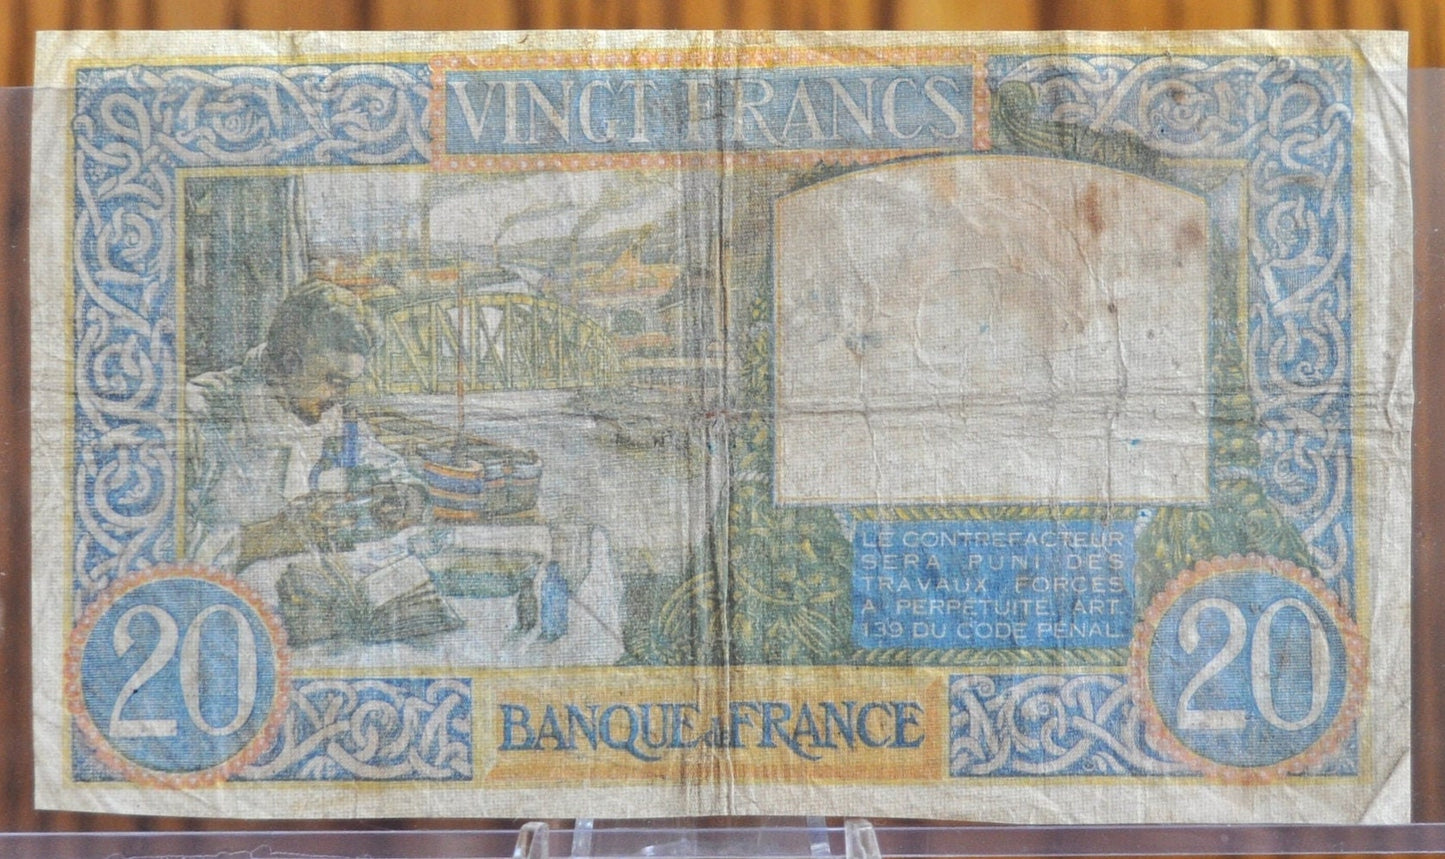 VINGT FRANCS
LE CONTREFACTEUR
SERA PUNI DES
TRAVAUX FORCES
A PERPETUITE ART.
139 DU CODE PENAL.
20
20
BANQUE de FRANCE